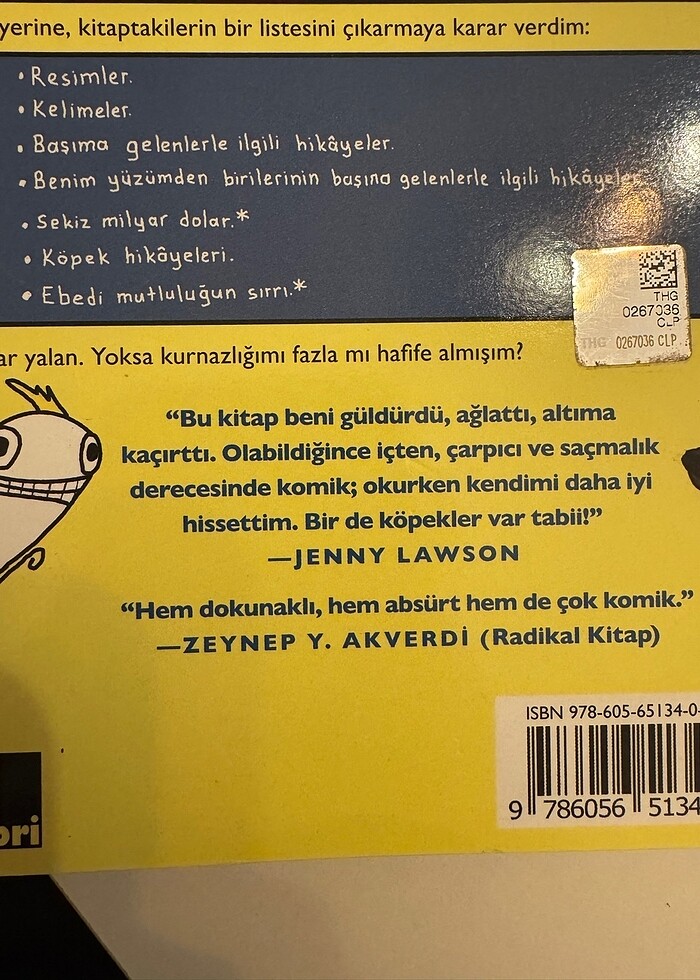 yerine, kitaptakilerin bir listesini çıkarmaya karar verdim:
• Resimler.
• Kelimeler.
• Başıma gelenlerle ilgili hikâyeler.
• Benim yüzümden birilerinin başına gelenlerle ilgili hikâyeler.
• Sekiz milyar dolar.*
• Köpek hikâyeleri.
• Ebedi mutluluğun sırrı.*
THG
0267036
CLP
THG 0267036 CLP
ar yalan. Yoksa kurnazlığımı fazla mı hafife almışım?
“Bu kitap beni güldürdü, ağlattı, altıma
kaçırttı. Olabildiğince içten, çarpıcı ve saçmalık
derecesinde komik; okurken kendimi daha iyi
hissettim. Bir de köpekler var tabii!”
—JENNY LAWSON
“Hem dokunaklı, hem absürt hem de çok komik.”
—ZEYNEP Y. AKVERDİ (Radikal Kitap)
ISBN 978-605-65134-0-
9 786056 5134
ori